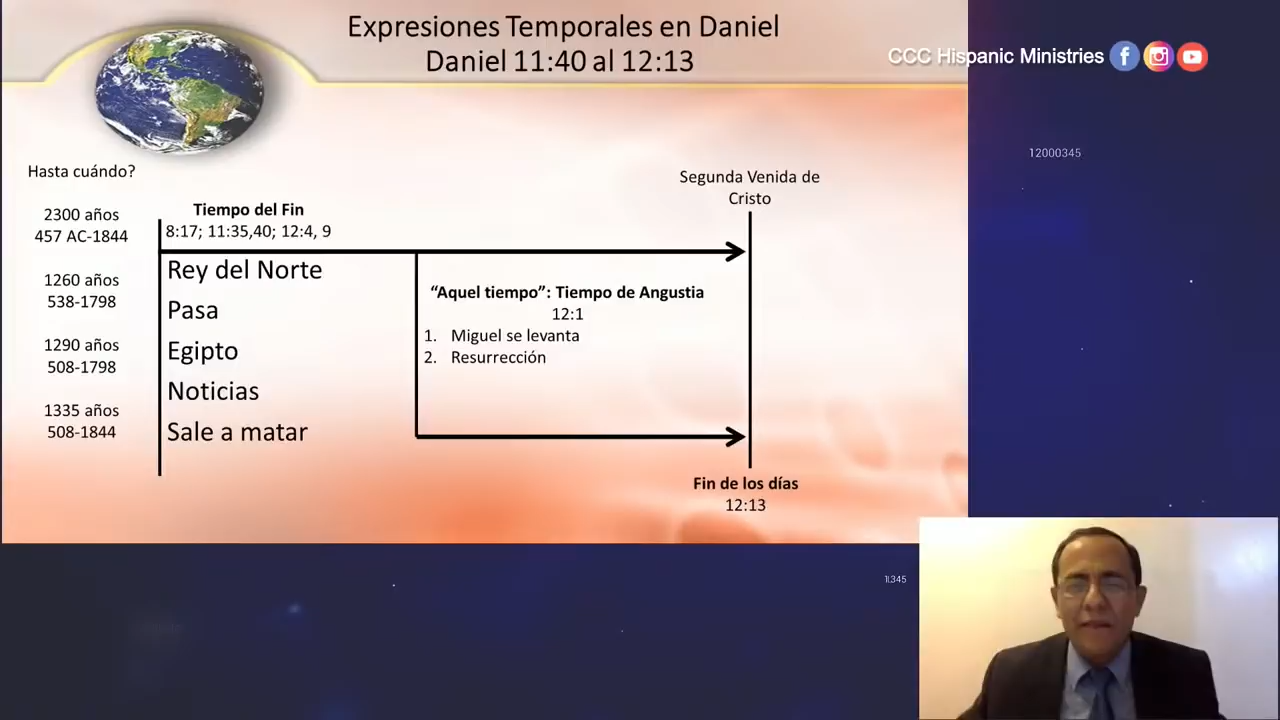 Expresiones Temporales en Daniel
Daniel 11:40 al 12:13
CCC Hispanic Ministries
12000345
Hasta cuándo?
2300 años
457 AC-1844
1260 años
538-1798
1290 años
508-1798
1335 años
508-1844
Tiempo del Fin
8:17; 11:35,40; 12:4, 9
Rey del Norte
Pasa
Egipto
Noticias
Sale a matar
"Aquel tiempo": Tiempo de Angustia
12:1
1. Miguel se levanta
2. Resurrección
Segunda Venida de
Cristo
Fin de los días
12:13